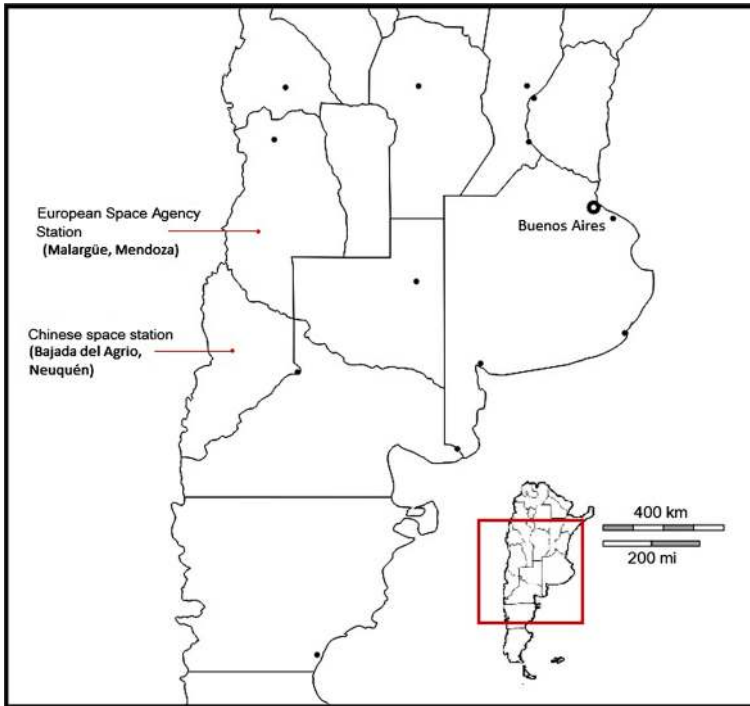 European Space Agency
Station
(Malargüe, Mendoza)
Buenos Aires
Chinese space station
(Bajada del Agrio,
Neuquén)
400 km
200 mi